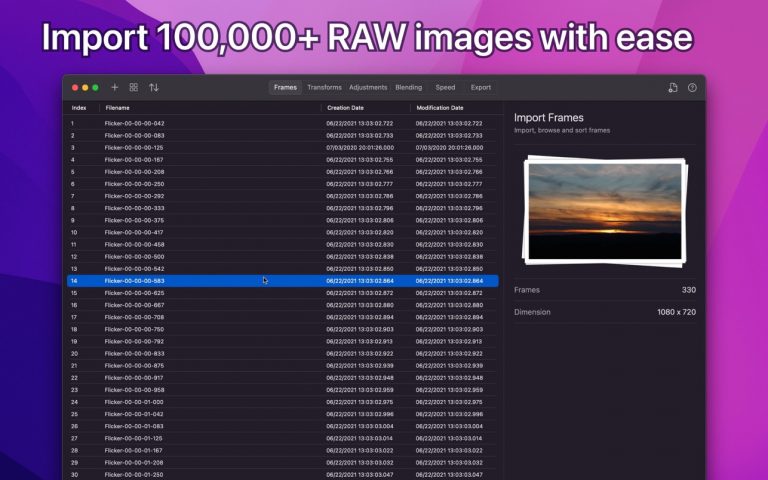 Import 100,000+ RAW images with ease
Frames Transforms Adjustments Blending Speed Export
Index Filename Creation Date Modification Date
1 Flicker-00-00-00-042 06/22/2021 13:03:02.722 06/22/2021 13:03:02.722
2 Flicker-00-00-00-083 06/22/2021 13:03:02.733 06/22/2021 13:03:02.733
3 Flicker-00-00-00-125 07/03/2020 20:01:26.000 07/03/2020 20:01:26.000
4 Flicker-00-00-00-167 06/22/2021 13:03:02.755 06/22/2021 13:03:02.766
5 Flicker-00-00-00-208 06/22/2021 13:03:02.766 06/22/2021 13:03:02.766
6 Flicker-00-00-00-250 06/22/2021 13:03:02.777 06/22/2021 13:03:02.777
7 Flicker-00-00-00-292 06/22/2021 13:03:02.786 06/22/2021 13:03:02.786
8 Flicker-00-00-00-333 06/22/2021 13:03:02.796 06/22/2021 13:03:02.796
9 Flicker-00-00-00-375 06/22/2021 13:03:02.806 06/22/2021 13:03:02.806
10 Flicker-00-00-00-417 06/22/2021 13:03:02.820 06/22/2021 13:03:02.820
11 Flicker-00-00-00-458 06/22/2021 13:03:02.830 06/22/2021 13:03:02.830
12 Flicker-00-00-00-500 06/22/2021 13:03:02.838 06/22/2021 13:03:02.838
13 Flicker-00-00-00-542 06/22/2021 13:03:02.850 06/22/2021 13:03:02.850
14 Flicker-00-00-00-583 06/22/2021 13:03:02.864 06/22/2021 13:03:02.864
15 Flicker-00-00-00-625 06/22/2021 13:03:02.872 06/22/2021 13:03:02.872
16 Flicker-00-00-00-667 06/22/2021 13:03:02.880 06/22/2021 13:03:02.880
17 Flicker-00-00-00-708 06/22/2021 13:03:02.894 06/22/2021 13:03:02.894
18 Flicker-00-00-00-750 06/22/2021 13:03:02.903 06/22/2021 13:03:02.903
19 Flicker-00-00-00-792 06/22/2021 13:03:02.913 06/22/2021 13:03:02.913
20 Flicker-00-00-00-833 06/22/2021 13:03:02.922 06/22/2021 13:03:02.922
21 Flicker-00-00-00-875 06/22/2021 13:03:02.939 06/22/2021 13:03:02.939
22 Flicker-00-00-00-917 06/22/2021 13:03:02.948 06/22/2021 13:03:02.948
23 Flicker-00-00-00-958 06/22/2021 13:03:02.959 06/22/2021 13:03:02.959
24 Flicker-00-00-01-000 06/22/2021 13:03:02.975 06/22/2021 13:03:02.975
25 Flicker-00-00-01-042 06/22/2021 13:03:02.996 06/22/2021 13:03:02.996
26 Flicker-00-00-01-083 06/22/2021 13:03:03.004 06/22/2021 13:03:03.004
27 Flicker-00-00-01-125 06/22/2021 13:03:03.014 06/22/2021 13:03:03.014
28 Flicker-00-00-01-167 06/22/2021 13:03:03.022 06/22/2021 13:03:03.022
29 Flicker-00-00-01-208 06/22/2021 13:03:03.032 06/22/2021 13:03:03.032
30 Flicker-00-00-01-250 06/22/2021 13:03:03.047 06/22/2021 13:03:03.047
Import Frames
Import, browse and sort frames
Frames 330
Dimension 1080 x 720